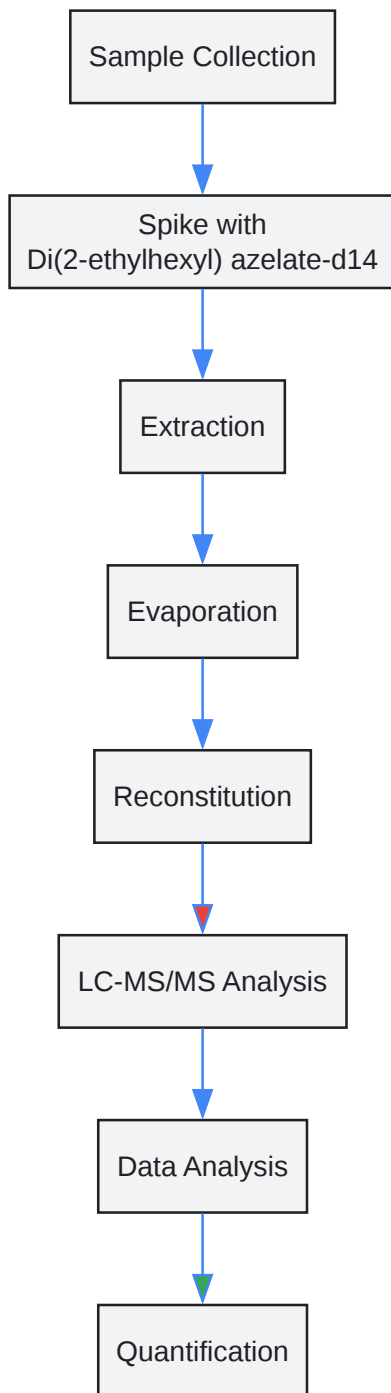 Sample Collection
Spike with
Di(2-ethylhexyl) azelate-d14
Extraction
Evaporation
Reconstitution
LC-MS/MS Analysis
Data Analysis
Quantification